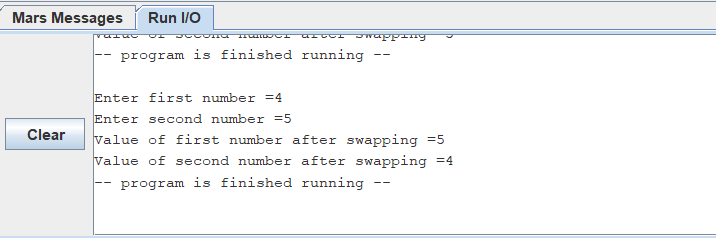 Mars Messages Run I/O
-- program is finished running --
Enter first number =4
Enter second number =5
Clear
Value of first number after swapping =5
Value of second number after swapping =4
-- program is finished running --